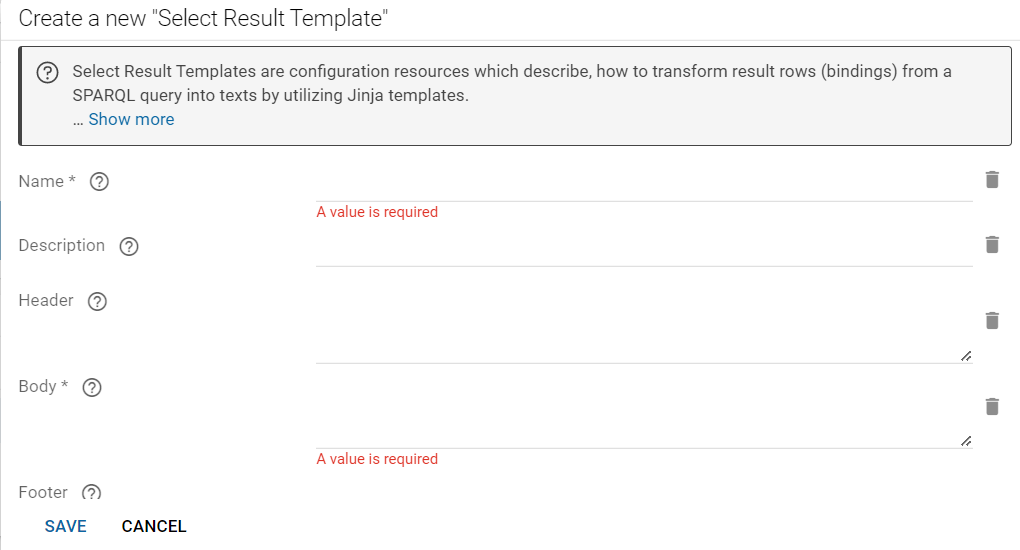 Create a new "Select Result Template"
Select Result Templates are configuration resources which describe, how to transform result rows (bindings) from a
SPARQL query into texts by utilizing Jinja templates.
... Show more
Name *
A value is required
Description
Header
Body *
A value is required
Footer
SAVE CANCEL